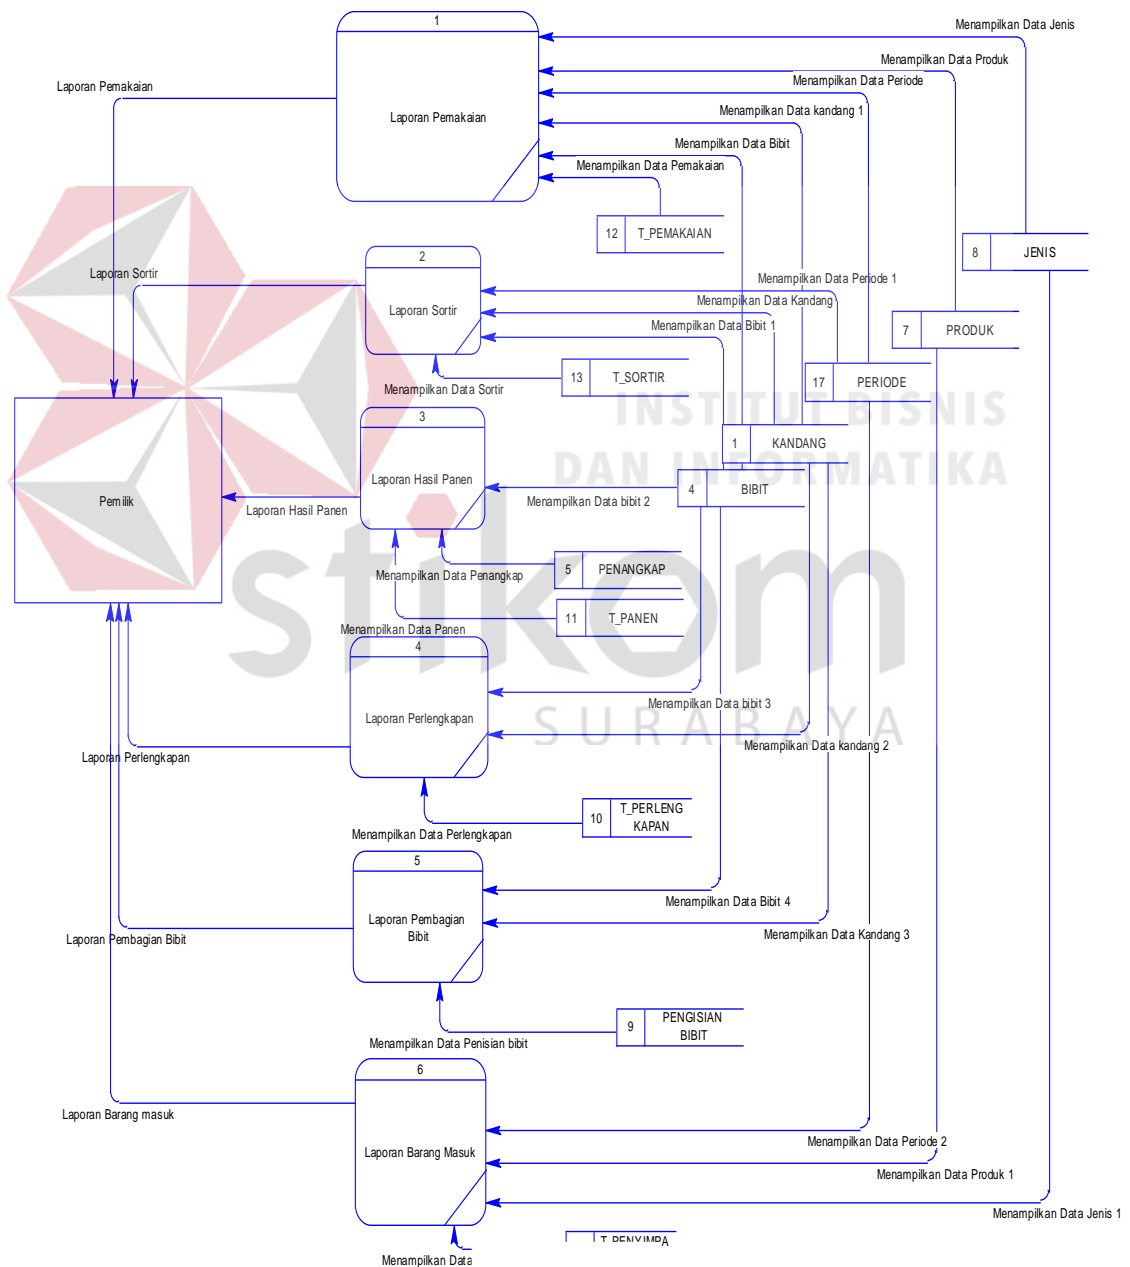 1
Menampilkan Data Jenis
Menampilkan Data Produk
Menampilkan Data Periode
Laporan Pemakaian
Menampilkan Data kandang 1
Laporan Pemakaian
Menampilkan Data Bibit
Menampilkan Data Pemakaian
12 T_PEMAKAIAN
8 JENIS
2
Laporan Sortir
Menampilkan Data Periode 1
Menampilkan Data Kandang
Laporan Sortir
Menampilkan Data Bibit 1
7 PRODUK
13 T_SORTIR
17 PERIODE
Menampilkan Data Sortir
INSTITUT BISNIS
3
1 KANDANG
DAN INFORMATIKA
Laporan Hasil Panen
4 BIBIT
Pemilik
Menampilkan Data bibit 2
Laporan Hasil Panen
stikom
5 PENANGKAP
Menampilkan Data Penangkap
11 T_PANEN
Menampilkan Data Panen
4
Menampilkan Data bibit 3
Laporan Perlengkapan
SURABAYA
Menampilkan Data kandang 2
Laporan Perlengkapan
10 T_PERLENG
KAPAN
Menampilkan Data Perlengkapan
5
Menampilkan Data Bibit 4
Laporan Pembagian
Bibit
Menampilkan Data Kandang 3
Laporan Pembagian Bibit
9 PENGISIAN
BIBIT
Menampilkan Data Penisian bibit
6
Laporan Barang masuk
Menampilkan Data Periode 2
Laporan Barang Masuk
Menampilkan Data Produk 1
Menampilkan Data Jenis 1
T_PENYIMPA
Menampilkan Data